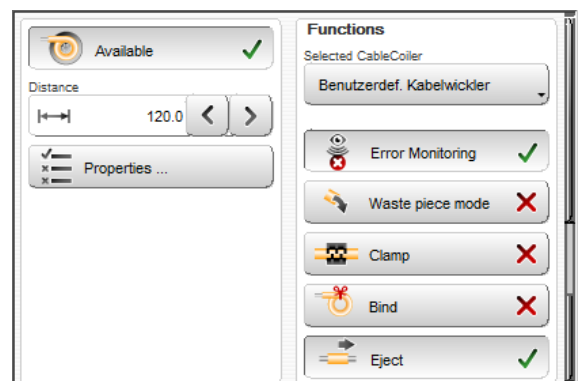 Available
Distance
120.0
Properties ...
Functions
Selected CableCoiler
Benutzerdef. Kabelwickler
Error Monitoring
Waste piece mode
Clamp
Bind
Eject